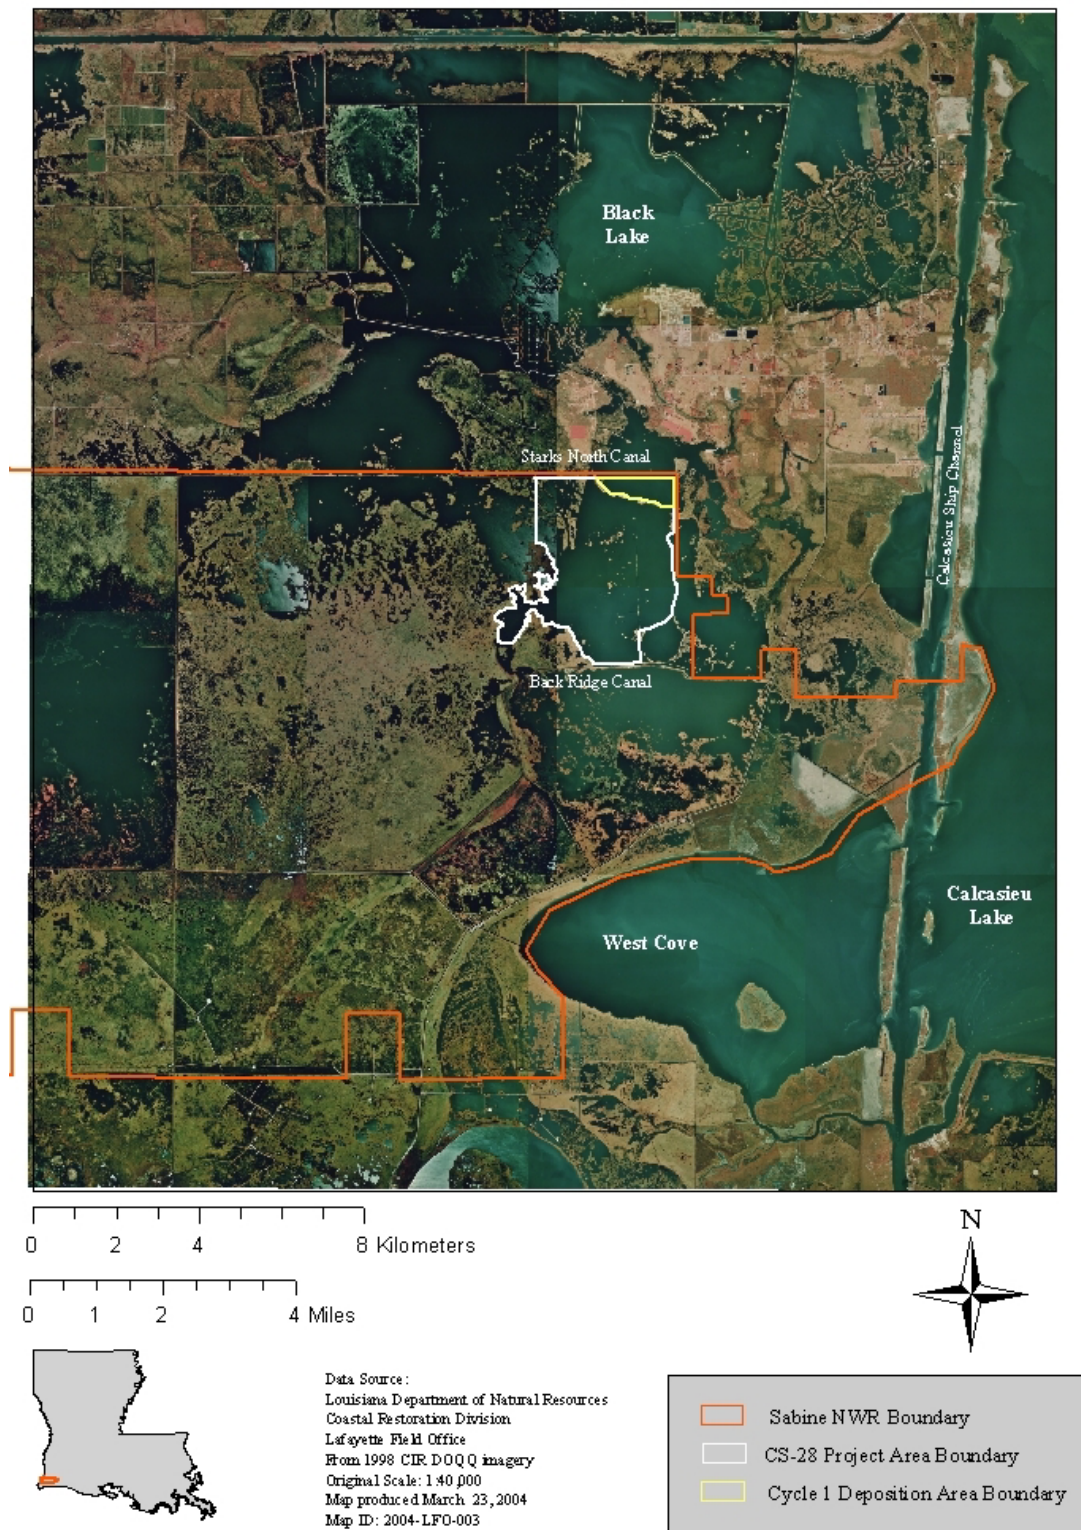 Black
Lake
Starks North Canal
Calcasieu Ship Channel
Back Ridge Canal
Calcasieu
Lake
West Cove
0 2 4 8 Kilometers
0 1 2 4 Miles
N
Data Source:
Louisiana Department of Natural Resources
Coastal Restoration Division
Lafayette Field Office
From 1998 CIR DOQQ imagery
Original Scale: 1:40,000
Map produced March 23, 2004
Map ID: 2004-LFO-003
Sabine NWR Boundary
CS-28 Project Area Boundary
Cycle 1 Deposition Area Boundary